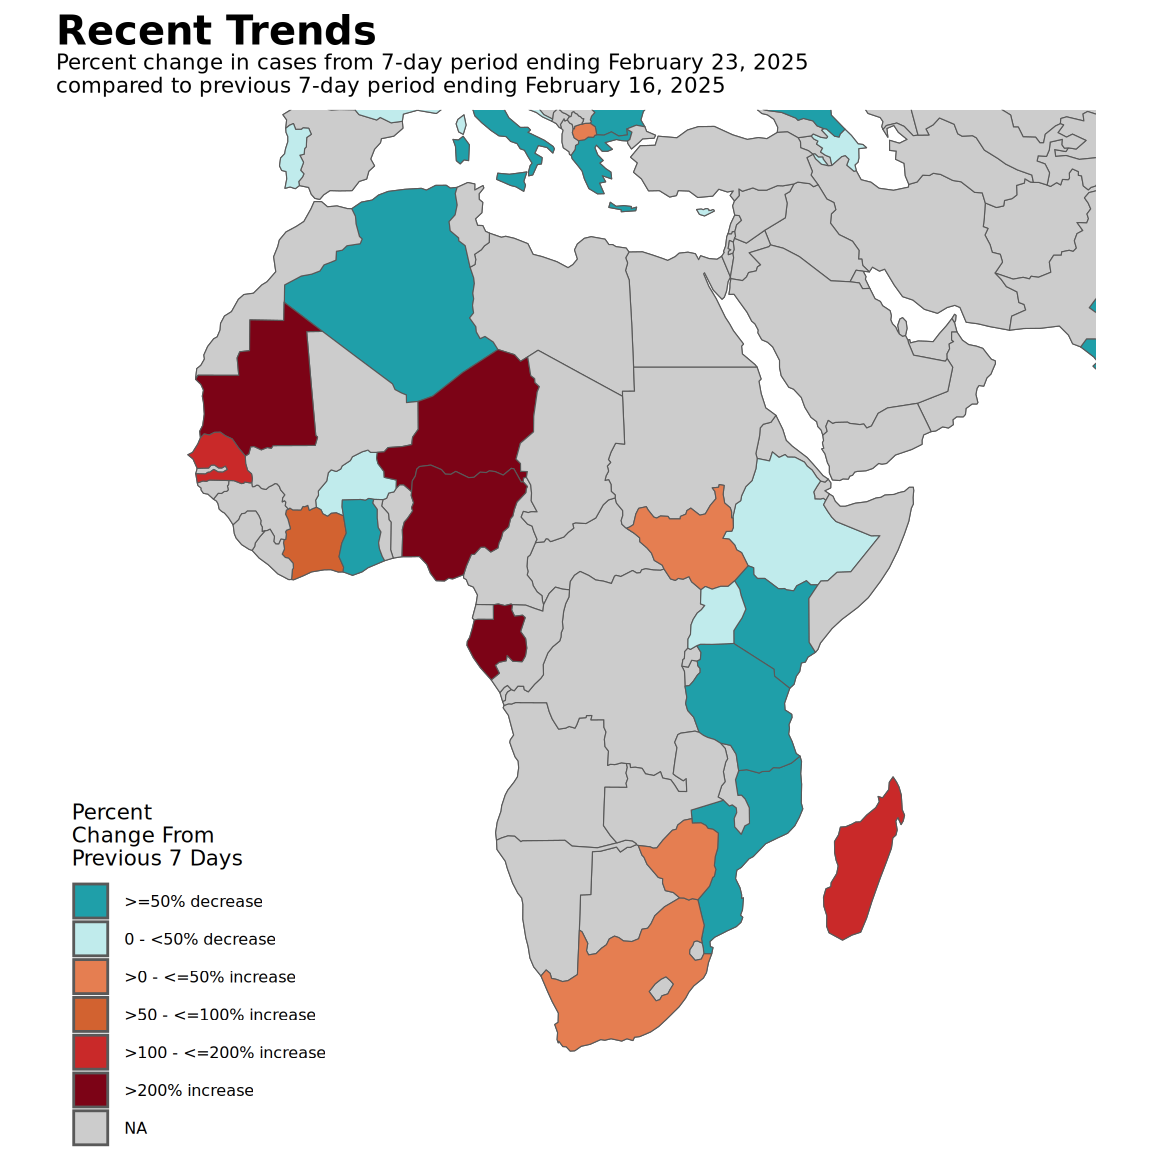 Recent Trends
Percent change in cases from 7-day period ending February 23, 2025
compared to previous 7-day period ending February 16, 2025
Percent
Change From
Previous 7 Days
>=50% decrease
0 - <50% decrease
>0 - <=50% increase
>50 - <=100% increase
>100 - <=200% increase
>200% increase
NA